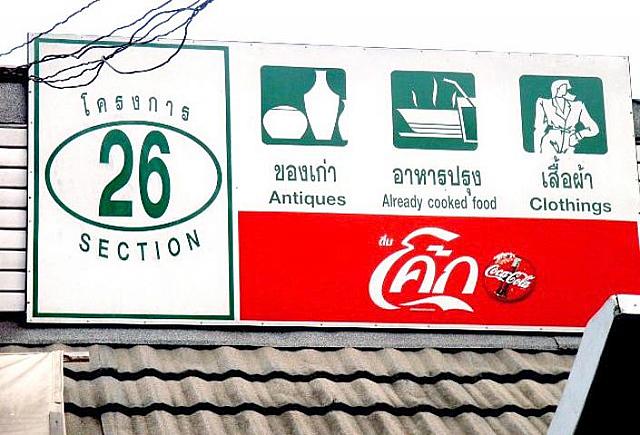 โครงการ
26
SECTION
ของเก่า
Antiques
อาหารปรุง
Already cooked food
เสื้อผ้า
Clothings
ดื่ม
โค้ก
Coca-Cola